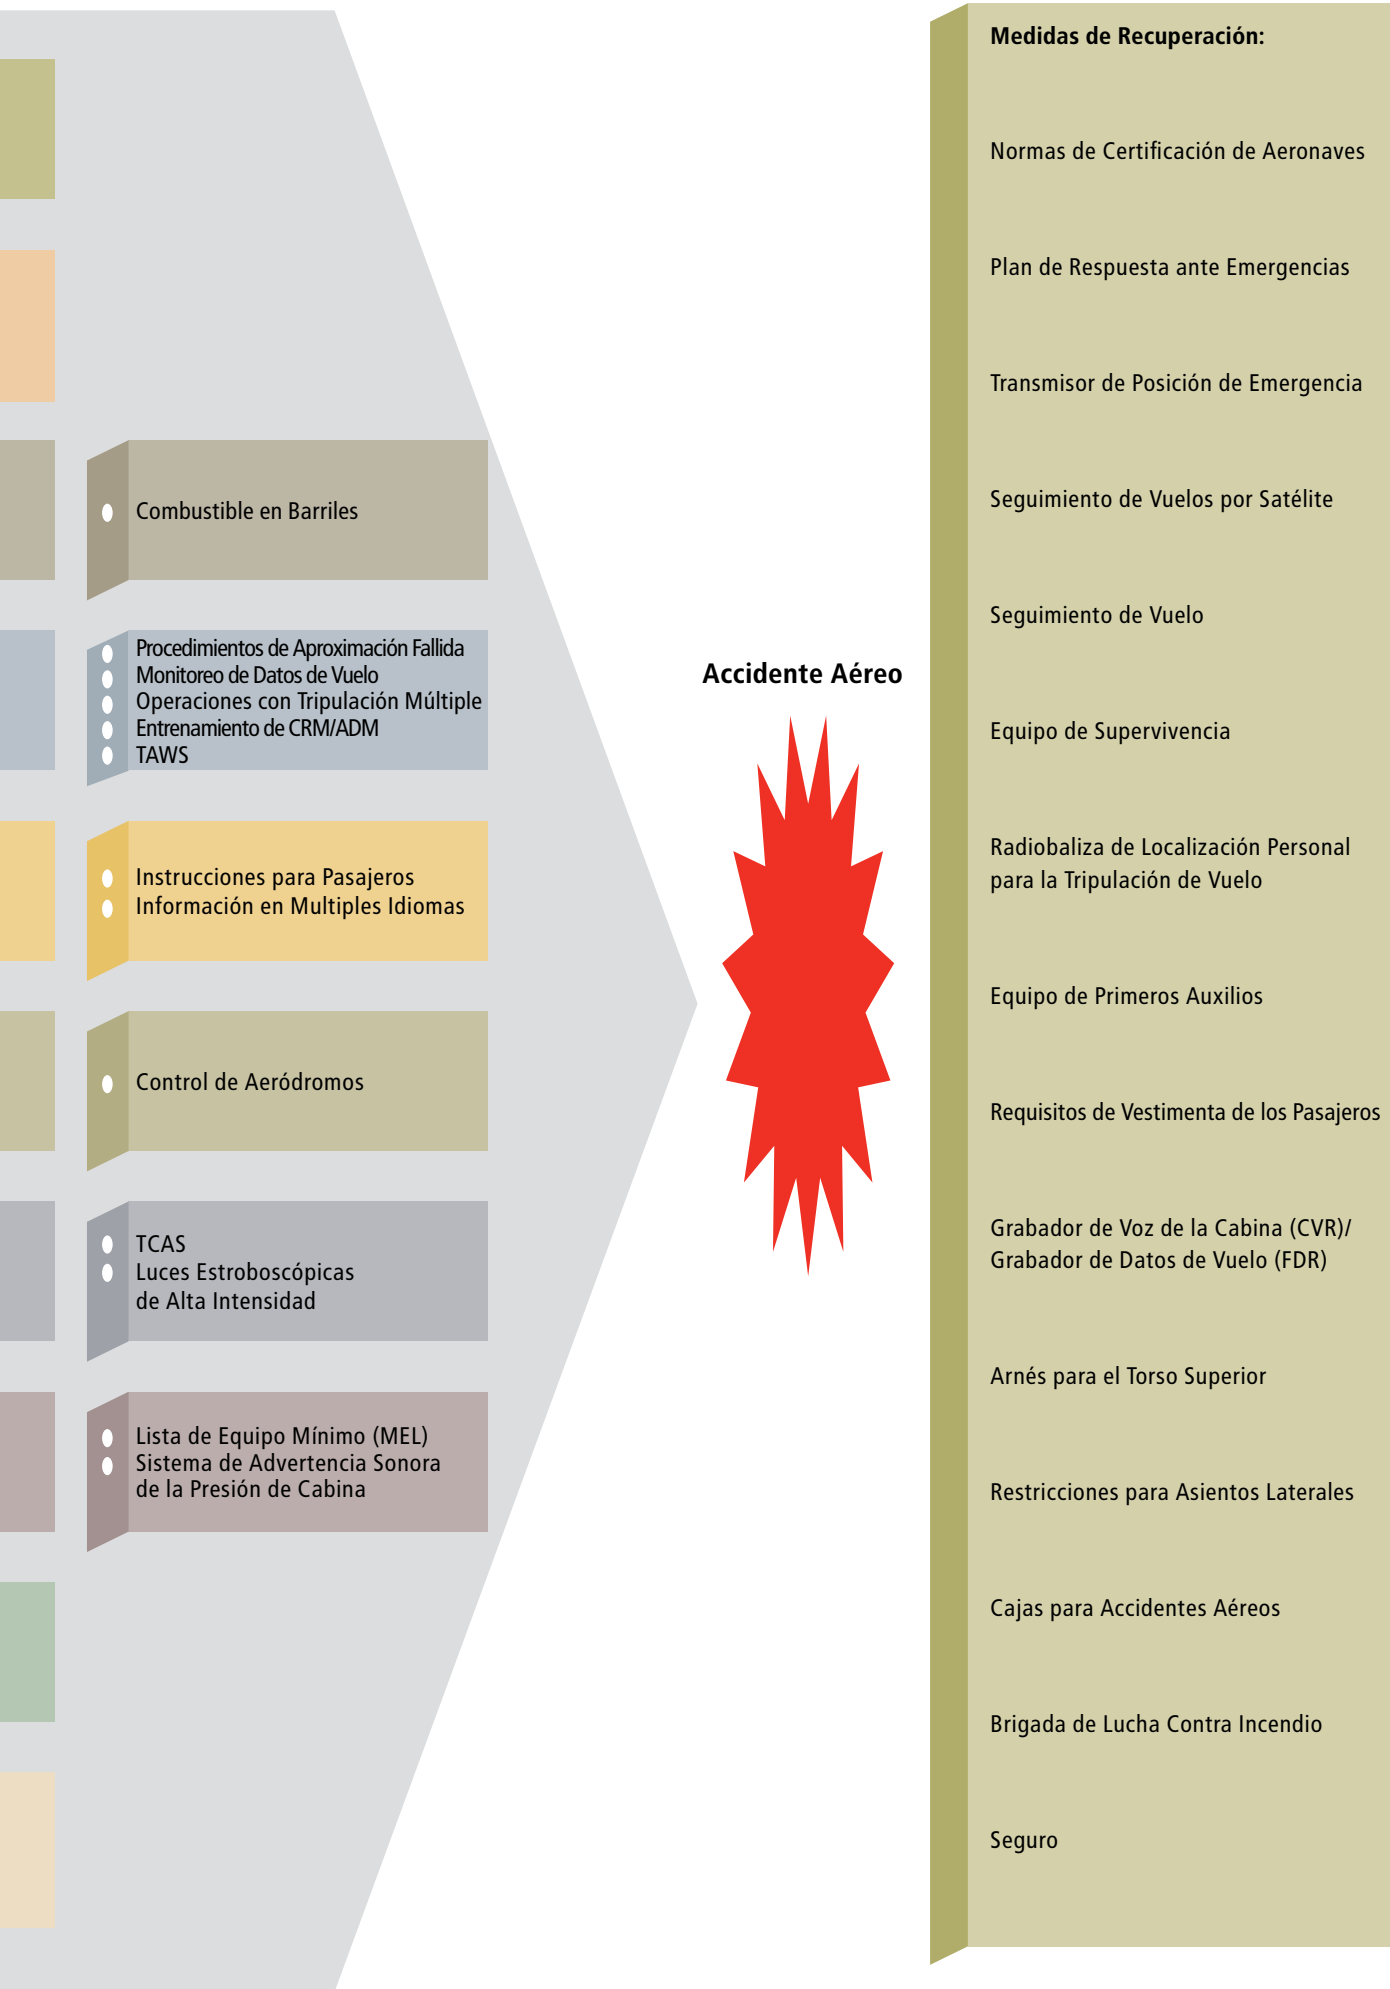 Combustible en Barriles
Procedimientos de Aproximación Fallida
Monitoreo de Datos de Vuelo
Operaciones con Tripulación Múltiple
Entrenamiento de CRM/ADM
TAWS
Instrucciones para Pasajeros
Información en Multiples Idiomas
Control de Aeródromos
TCAS
Luces Estroboscópicas
de Alta Intensidad
Lista de Equipo Mínimo (MEL)
Sistema de Advertencia Sonora
de la Presión de Cabina
Accidente Aéreo
Medidas de Recuperación:
Normas de Certificación de Aeronaves
Plan de Respuesta ante Emergencias
Transmisor de Posición de Emergencia
Seguimiento de Vuelos por Satélite
Seguimiento de Vuelo
Equipo de Supervivencia
Radiobaliza de Localización Personal
para la Tripulación de Vuelo
Equipo de Primeros Auxilios
Requisitos de Vestimenta de los Pasajeros
Grabador de Voz de la Cabina (CVR)/
Grabador de Datos de Vuelo (FDR)
Arnés para el Torso Superior
Restricciones para Asientos Laterales
Cajas para Accidentes Aéreos
Brigada de Lucha Contra Incendio
Seguro